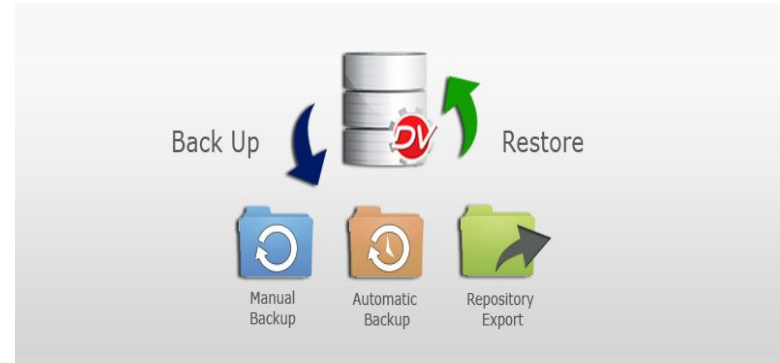 Back Up
DV
Restore
Manual
Backup
Automatic
Backup
Repository
Export